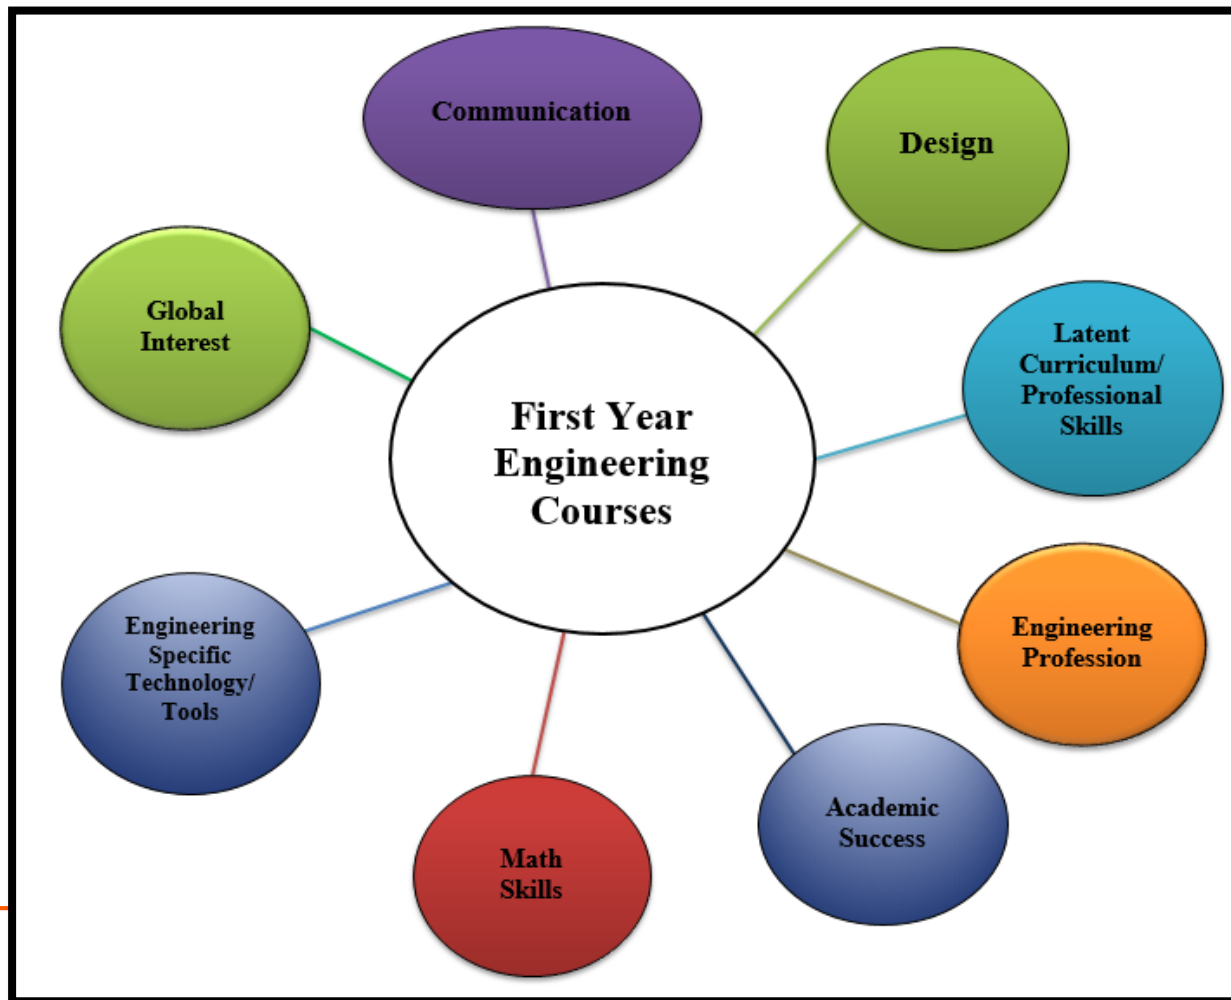 Communication
Design
Global
Interest
Latent
Curriculum/
Professional
Skills
First Year
Engineering
Courses
Engineering
Specific
Technology/
Tools
Engineering
Profession
Academic
Success
Math
Skills